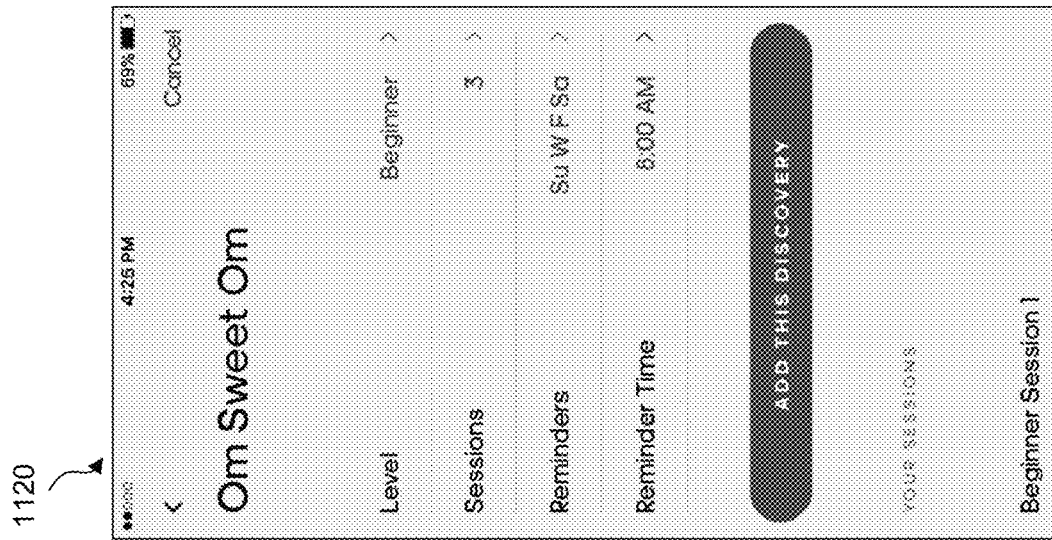 1120
4:25 PM 69%
< Cancel
Om Sweet Om
Level Beginner >
Sessions 3 >
Reminders Su W F Sa >
Reminder Time 6:00 AM >
ADD THIS DISCOVERY
YOUR SESSIONS
Beginner Session 1